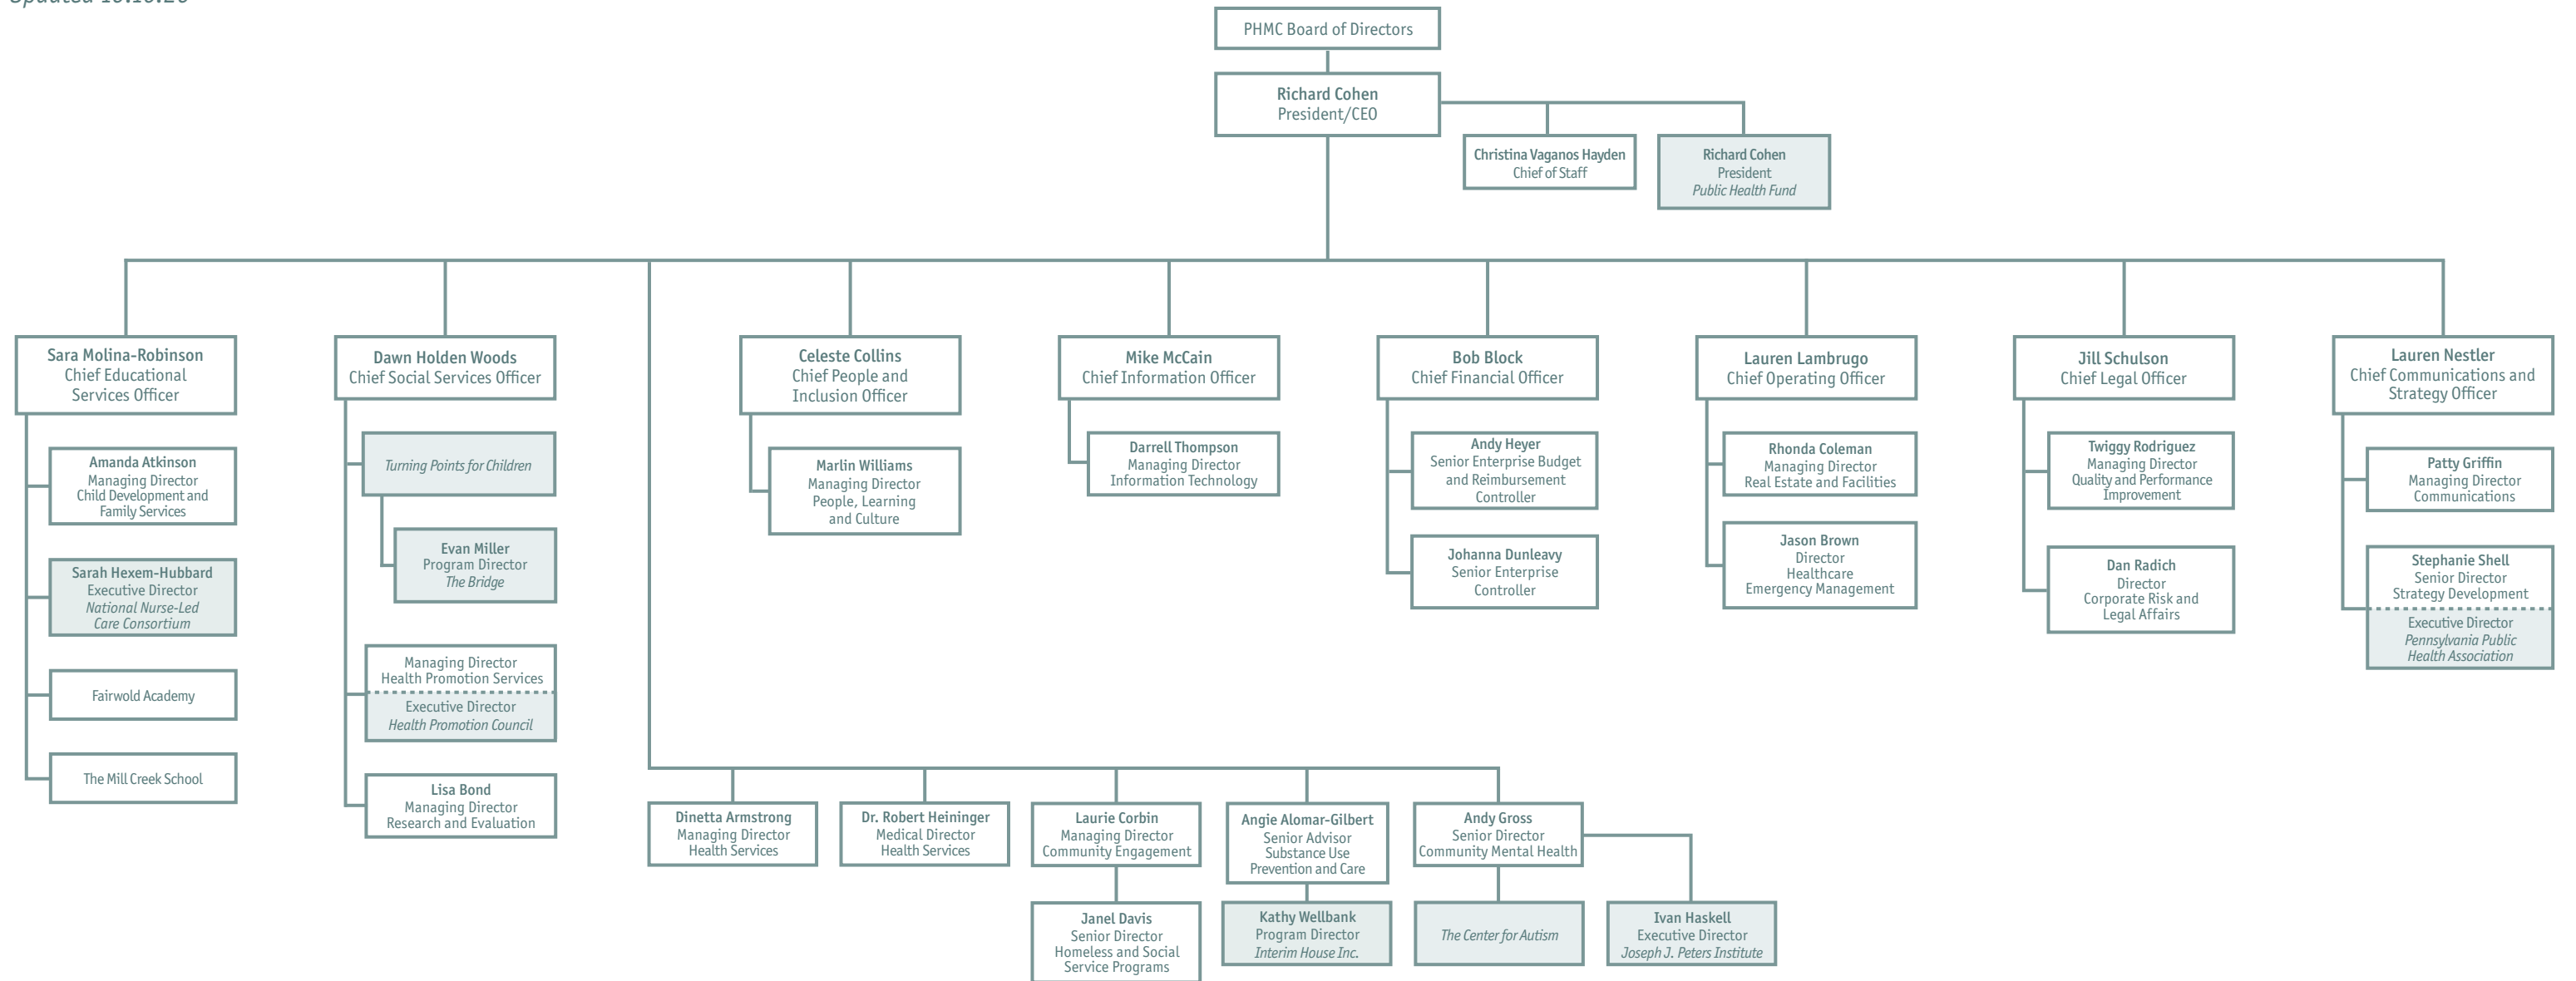 PHMC Board of Directors
Richard Cohen
President/CEO
Christina Vaganos Hayden
Chief of Staff
Richard Cohen
President
Public Health Fund
Sara Molina-Robinson
Chief Educational
Services Officer
Amanda Atkinson
Managing Director
Child Development and
Family Services
Sarah Hexem-Hubbard
Executive Director
National Nurse-Led
Care Consortium
Fairwold Academy
The Mill Creek School
Dawn Holden Woods
Chief Social Services Officer
Turning Points for Children
Evan Miller
Program Director
The Bridge
Managing Director
Health Promotion Services
Executive Director
Health Promotion Council
Lisa Bond
Managing Director
Research and Evaluation
Dinetta Armstrong
Managing Director
Health Services
Dr. Robert Heininger
Medical Director
Health Services
Laurie Corbin
Managing Director
Community Engagement
Janel Davis
Senior Director
Homeless and Social
Service Programs
Angie Alomar-Gilbert
Senior Advisor
Substance Use
Prevention and Care
Kathy Wellbank
Program Director
Interim House Inc.
Andy Gross
Senior Director
Community Mental Health
The Center for Autism
Ivan Haskell
Executive Director
Joseph J. Peters Institute
Celeste Collins
Chief People and
Inclusion Officer
Marlin Williams
Managing Director
People, Learning
and Culture
Mike McCain
Chief Information Officer
Darrell Thompson
Managing Director
Information Technology
Bob Block
Chief Financial Officer
Andy Heyer
Senior Enterprise Budget
and Reimbursement
Controller
Johanna Dunleavy
Senior Enterprise
Controller
Lauren Lambrugo
Chief Operating Officer
Rhonda Coleman
Managing Director
Real Estate and Facilities
Jason Brown
Director
Healthcare
Emergency Management
Jill Schulson
Chief Legal Officer
Twiggy Rodriguez
Managing Director
Quality and Performance
Improvement
Dan Radich
Director
Corporate Risk and
Legal Affairs
Lauren Nestler
Chief Communications and
Strategy Officer
Patty Griffin
Managing Director
Communications
Stephanie Shell
Senior Director
Strategy Development
Executive Director
Pennsylvania Public
Health Association